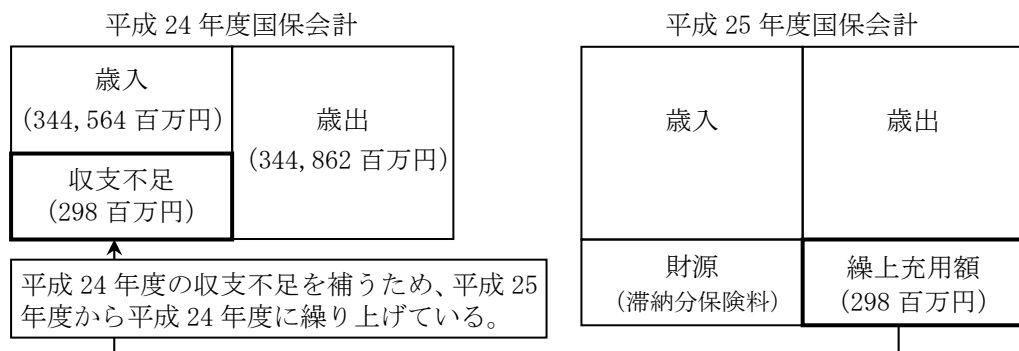 平成 24 年度国保会計
歳入
(344,564 百万円)
収支不足
(298 百万円)
歳出
(344,862 百万円)
平成 24 年度の収支不足を補うため、平成 25
年度から平成 24 年度に繰り上げている。
平成 25 年度国保会計
歳入
歳出
財源
(滞納分保険料)
繰上充用額
(298 百万円)